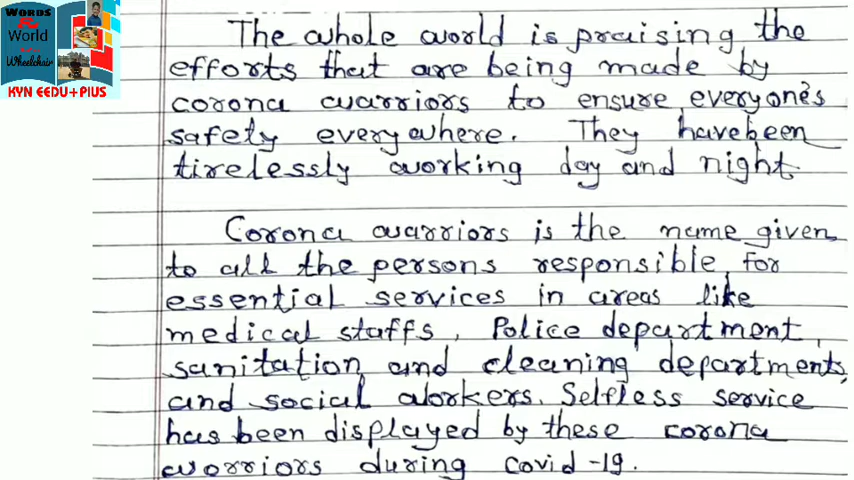 WORDS
R
World
Wheelchair
KYN EEDU+PlUS
The whole world is praising the
efforts that are being made by
corona warriors to ensure everyone's
safety everywhere. They havebeen
tirelessly working day and night.
Corona warriors is the name given
to all the persons responsible for
essential services in areas like
medical staffs, Police department,
sanitation and cleaning departments,
and social workers. Selfless service
has been displayed by these corona
worriors during covid-19.